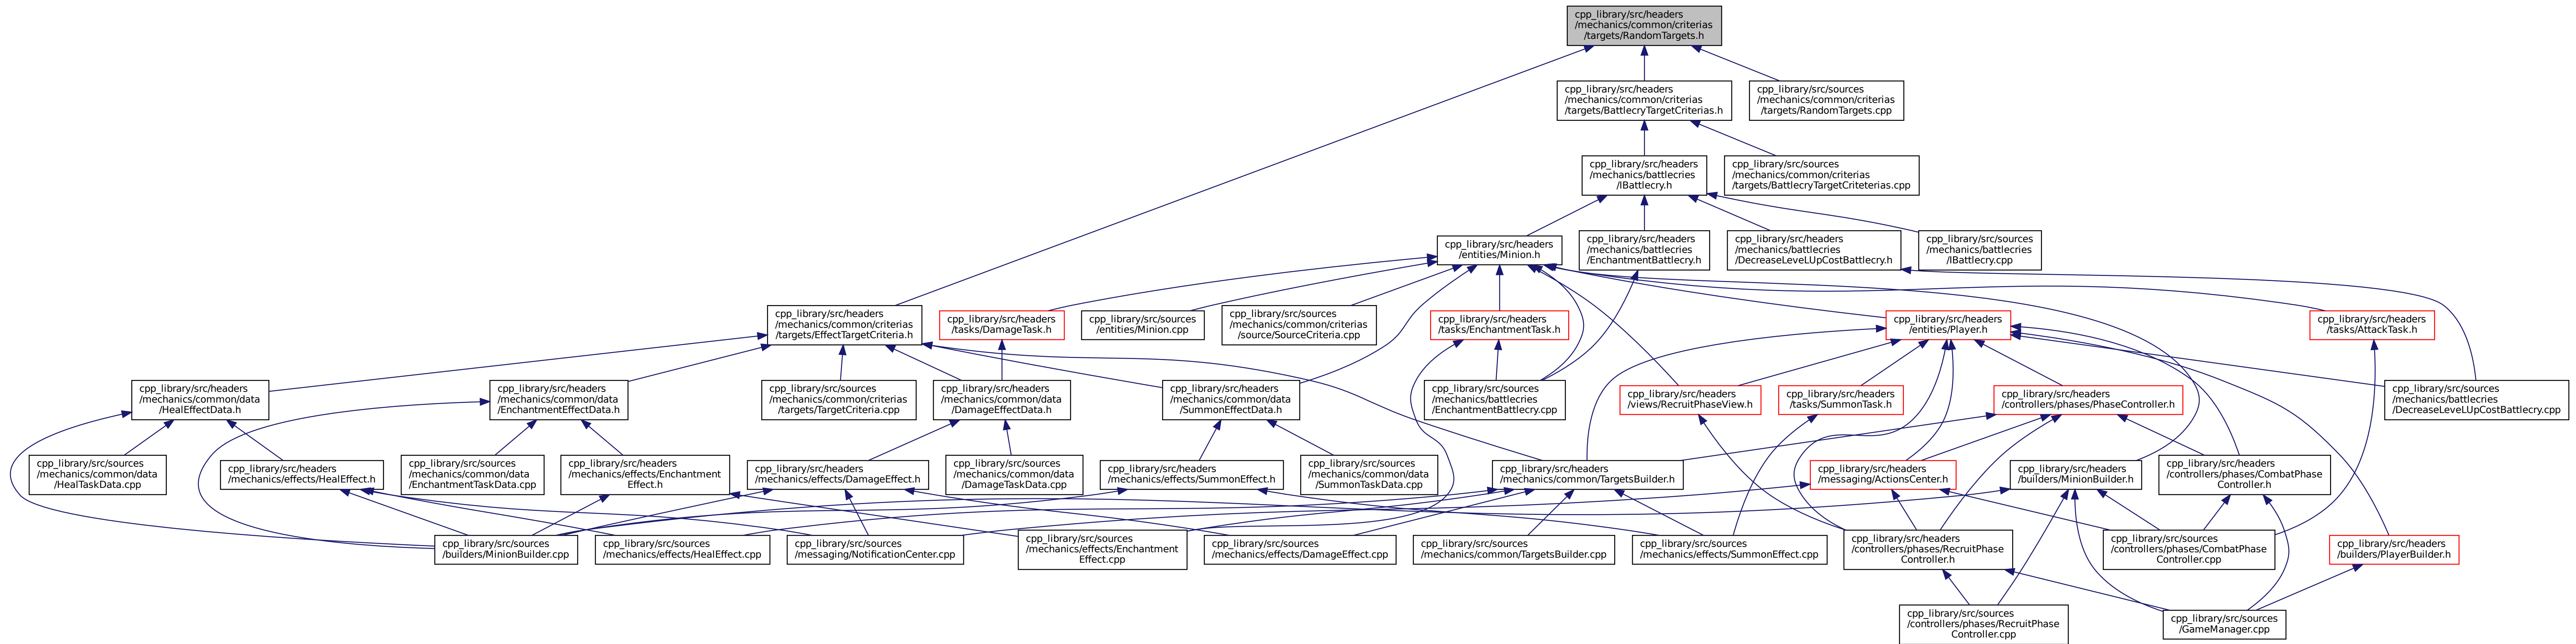 cpp_library/src/headers
/mechanics/common/criterias
/targets/RandomTargets.h
cpp_library/src/headers
/mechanics/common/criterias
/targets/BattlecryTargetCriterias.h
cpp_library/src/sources
/mechanics/common/criterias
/targets/RandomTargets.cpp
cpp_library/src/headers
/mechanics/battlecries
/IBattlecry.h
cpp_library/src/sources
/mechanics/common/criterias
/targets/BattlecryTargetCriteterias.cpp
cpp_library/src/headers
/entities/Minion.h
cpp_library/src/headers
/mechanics/battlecries
/EnchantmentBattlecry.h
cpp_library/src/headers
/mechanics/battlecries
/DecreaseLeveLUpCostBattlecry.h
cpp_library/src/sources
/mechanics/battlecries
/IBattlecry.cpp
cpp_library/src/headers
/mechanics/common/criterias
/targets/EffectTargetCriteria.h
cpp_library/src/headers
/tasks/DamageTask.h
cpp_library/src/sources
/entities/Minion.cpp
cpp_library/src/sources
/mechanics/common/criterias
/source/SourceCriteria.cpp
cpp_library/src/headers
/tasks/EnchantmentTask.h
cpp_library/src/headers
/entities/Player.h
cpp_library/src/headers
/tasks/AttackTask.h
cpp_library/src/headers
/mechanics/common/data
/HealEffectData.h
cpp_library/src/headers
/mechanics/common/data
/EnchantmentEffectData.h
cpp_library/src/sources
/mechanics/common/criterias
/targets/TargetCriteria.cpp
cpp_library/src/headers
/mechanics/common/data
/DamageEffectData.h
cpp_library/src/headers
/mechanics/common/data
/SummonEffectData.h
cpp_library/src/sources
/mechanics/battlecries
/EnchantmentBattlecry.cpp
cpp_library/src/headers
/views/RecruitPhaseView.h
cpp_library/src/headers
/tasks/SummonTask.h
cpp_library/src/headers
/controllers/phases/PhaseController.h
cpp_library/src/sources
/mechanics/battlecries
/DecreaseLeveLUpCostBattlecry.cpp
cpp_library/src/sources
/mechanics/common/data
/HealTaskData.cpp
cpp_library/src/headers
/mechanics/effects/HealEffect.h
cpp_library/src/sources
/mechanics/common/data
/EnchantmentTaskData.cpp
cpp_library/src/headers
/mechanics/effects/Enchantment
Effect.h
cpp_library/src/headers
/mechanics/effects/DamageEffect.h
cpp_library/src/sources
/mechanics/common/data
/DamageTaskData.cpp
cpp_library/src/headers
/mechanics/effects/SummonEffect.h
cpp_library/src/sources
/mechanics/common/data
/SummonTaskData.cpp
cpp_library/src/headers
/mechanics/common/TargetsBuilder.h
cpp_library/src/headers
/messaging/ActionsCenter.h
cpp_library/src/headers
/builders/MinionBuilder.h
cpp_library/src/headers
/controllers/phases/CombatPhase
Controller.h
cpp_library/src/sources
/builders/MinionBuilder.cpp
cpp_library/src/sources
/mechanics/effects/HealEffect.cpp
cpp_library/src/sources
/messaging/NotificationCenter.cpp
cpp_library/src/sources
/mechanics/effects/Enchantment
Effect.cpp
cpp_library/src/sources
/mechanics/effects/DamageEffect.cpp
cpp_library/src/sources
/mechanics/common/TargetsBuilder.cpp
cpp_library/src/sources
/mechanics/effects/SummonEffect.cpp
cpp_library/src/headers
/controllers/phases/RecruitPhase
Controller.h
cpp_library/src/sources
/controllers/phases/CombatPhase
Controller.cpp
cpp_library/src/headers
/builders/PlayerBuilder.h
cpp_library/src/sources
/controllers/phases/RecruitPhase
Controller.cpp
cpp_library/src/sources
/GameManager.cpp